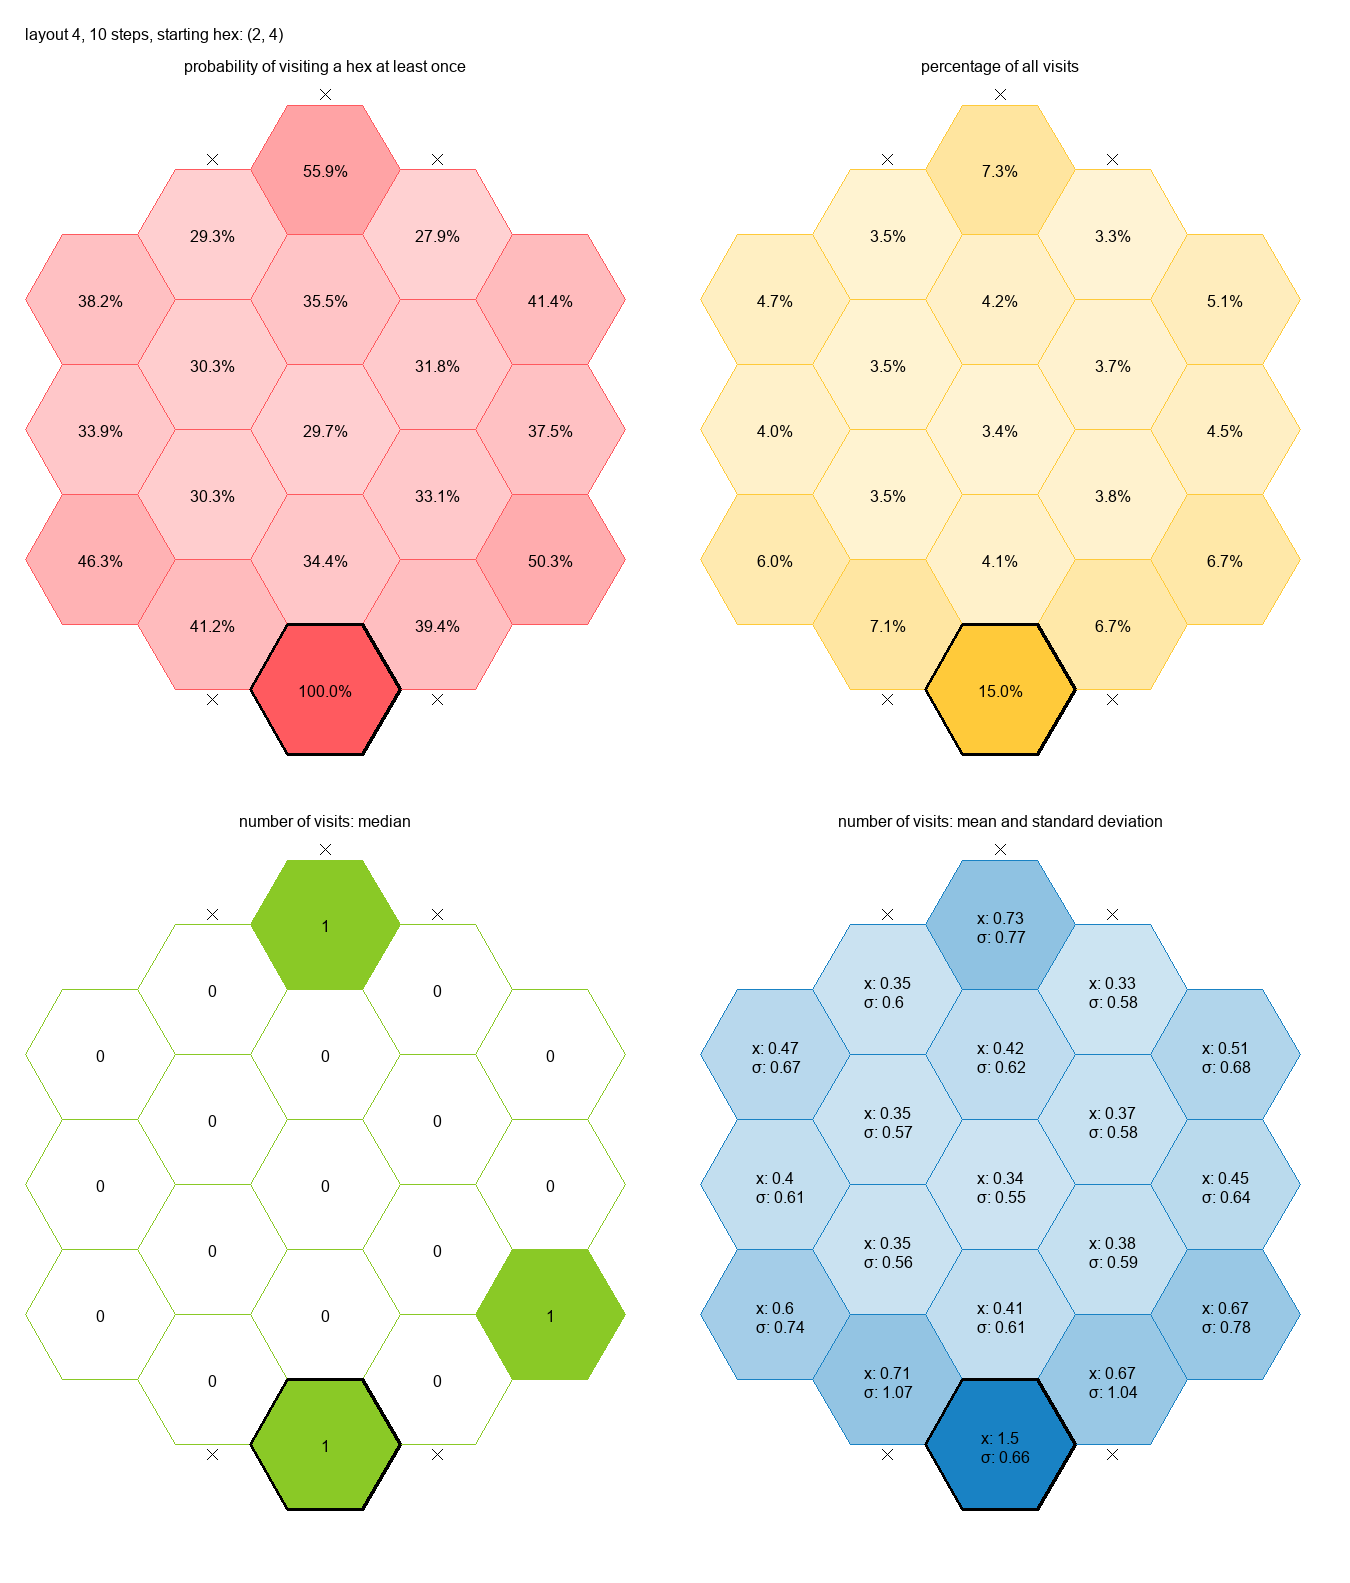 layout 4, 10 steps, starting hex: (2, 4)
probability of visiting a hex at least once
55.9%
29.3%
27.9%
38.2%
35.5%
41.4%
30.3%
31.8%
33.9%
29.7%
37.5%
30.3%
33.1%
46.3%
34.4%
50.3%
41.2%
39.4%
100.0%
percentage of all visits
7.3%
3.5%
3.3%
4.7%
4.2%
5.1%
3.5%
3.7%
4.0%
3.4%
4.5%
3.5%
3.8%
6.0%
4.1%
6.7%
7.1%
6.7%
15.0%
number of visits: median
1
0
0
0
0
0
0
0
0
0
0
0
0
0
0
1
0
0
1
number of visits: mean and standard deviation
x: 0.73
σ: 0.77
x: 0.35
σ: 0.6
x: 0.33
σ: 0.58
x: 0.47
σ: 0.67
x: 0.42
σ: 0.62
x: 0.51
σ: 0.68
x: 0.35
σ: 0.57
x: 0.37
σ: 0.58
x: 0.4
σ: 0.61
x: 0.34
σ: 0.55
x: 0.45
σ: 0.64
x: 0.35
σ: 0.56
x: 0.38
σ: 0.59
x: 0.6
σ: 0.74
x: 0.41
σ: 0.61
x: 0.67
σ: 0.78
x: 0.71
σ: 1.07
x: 0.67
σ: 1.04
x: 1.5
σ: 0.66